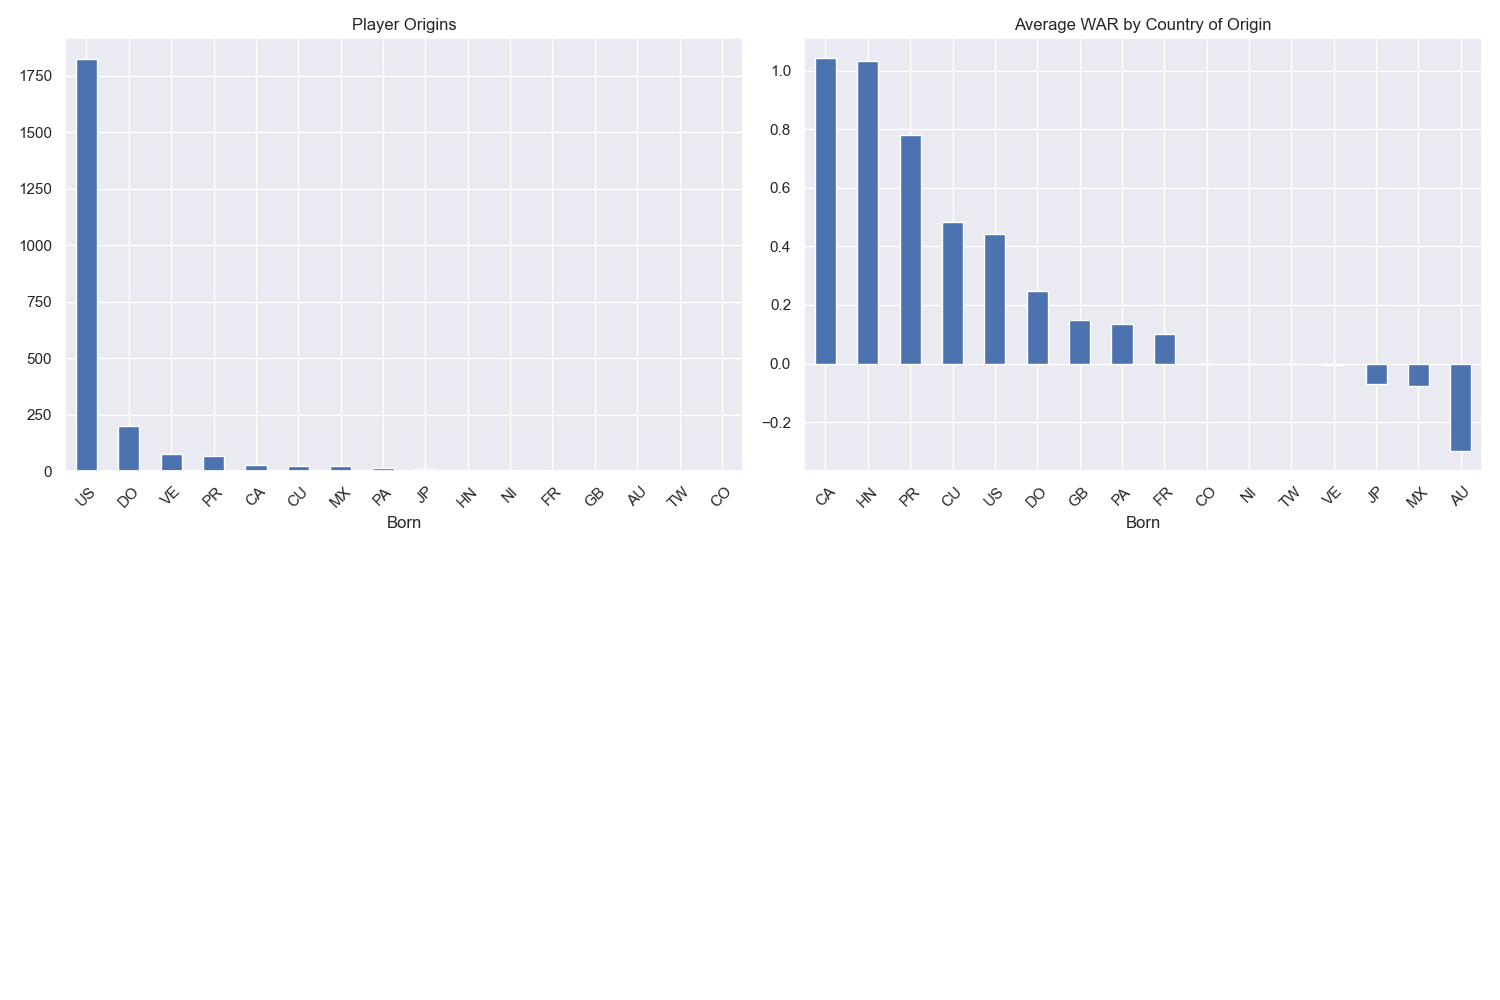 Player Origins
1750
1500
1250
1000
750
500
250
0
US DO VE PR CA CU MX PA JP HN NI FR GB AU TW CO
Born
Average WAR by Country of Origin
1.0
0.8
0.6
0.4
0.2
0.0
−0.2
CA HN PR CU US DO GB PA FR CO NI TW VE JP MX AU
Born